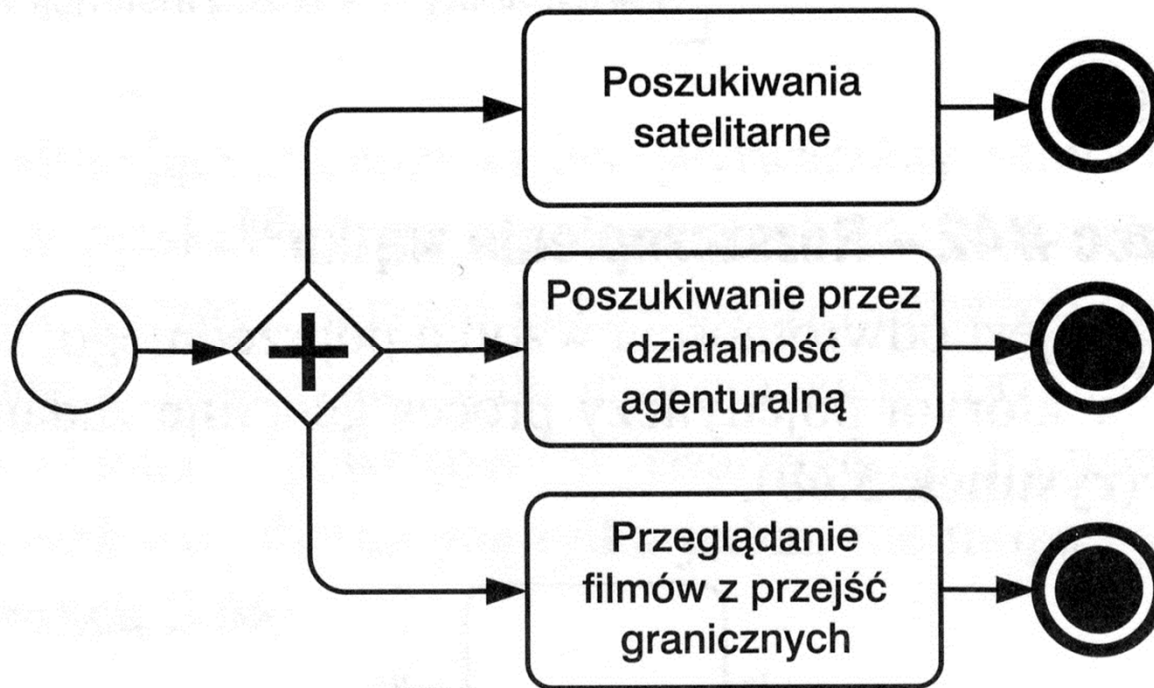 Poszukiwania
satelitarne
Poszukiwanie przez
działalność
agenturalną
Przeglądanie
filmów z przejść
granicznych